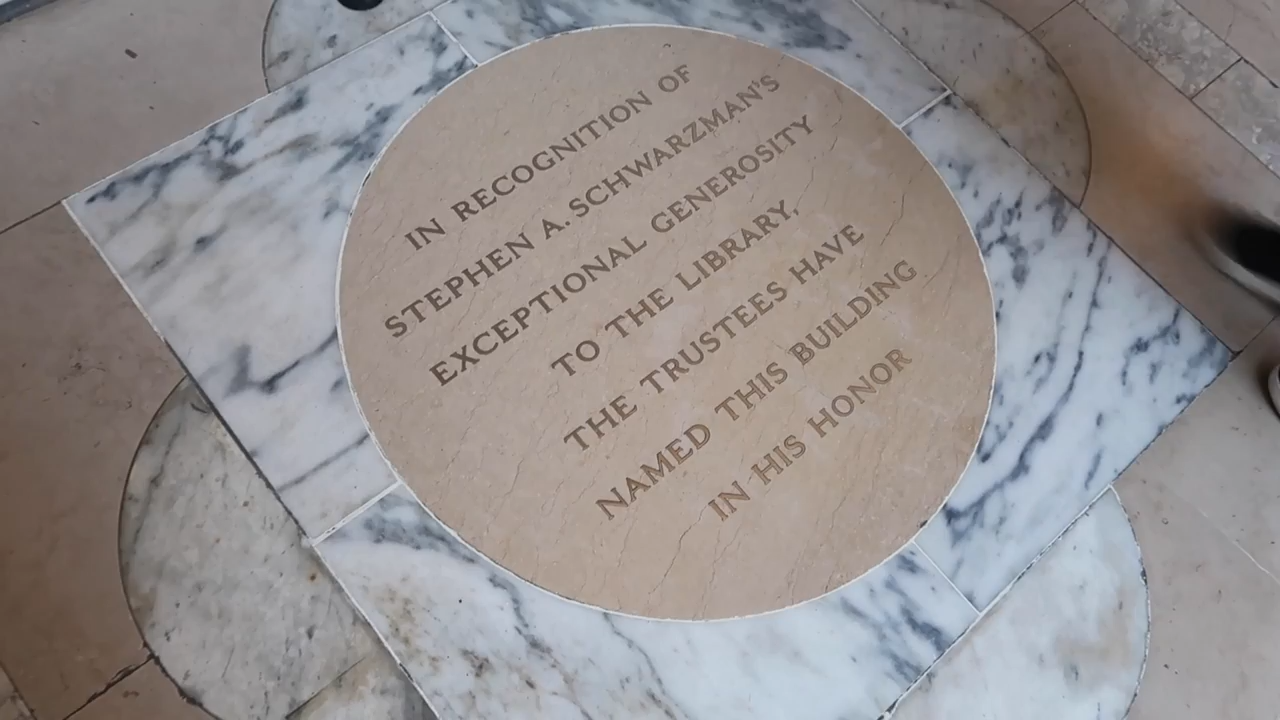 IN RECOGNITION OF
STEPHEN A. SCHWARZMAN'S
EXCEPTIONAL GENEROSITY
TO THE LIBRARY,
THE TRUSTEES HAVE
NAMED THIS BUILDING
IN HIS HONOR